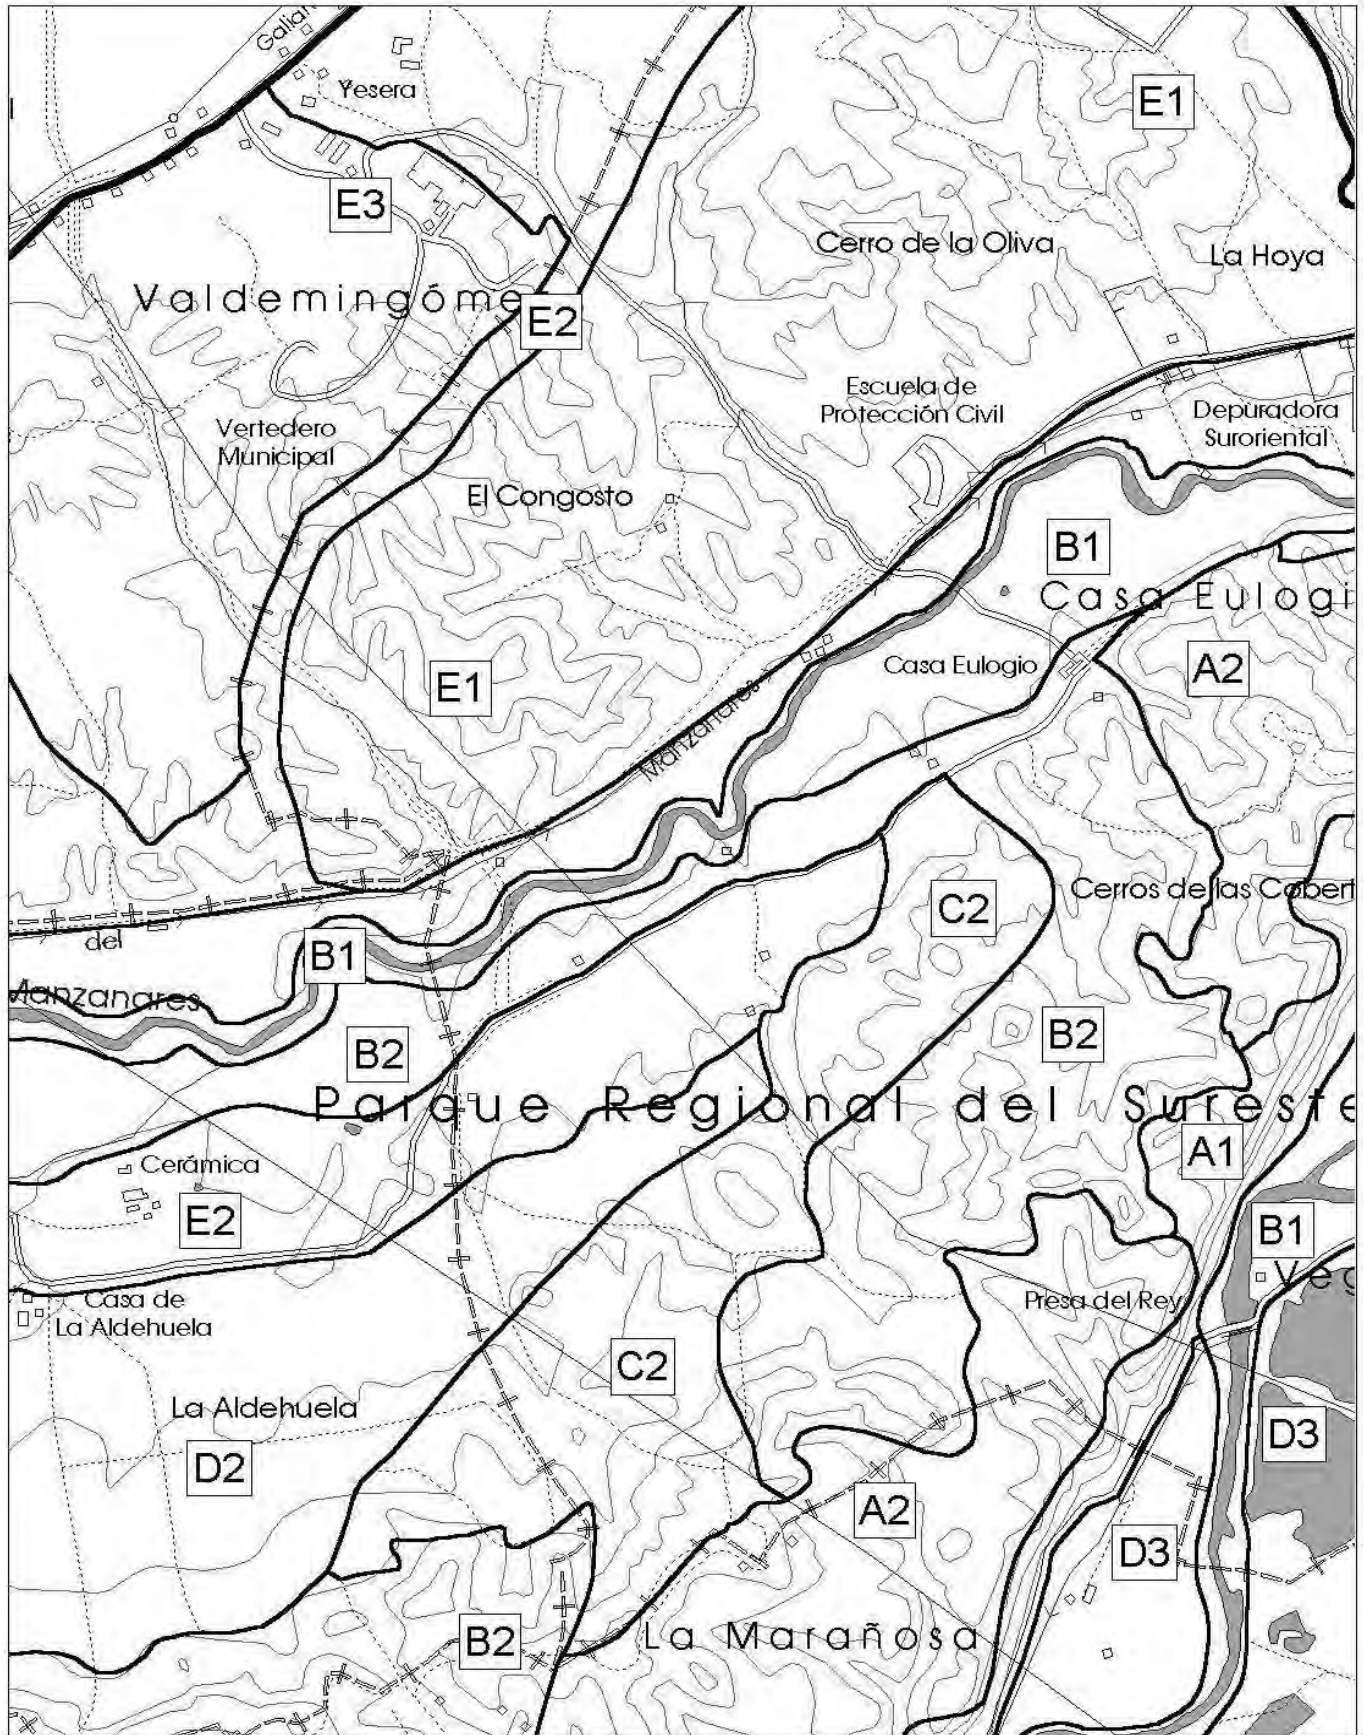 Yesera
E1
E3
Cerro de la Oliva
La Hoya
E2
Escuela de
Protección Civil
Depuradora
Suroriental
Vertedero
Municipal
El Congosto
B1
Casa Eulogi
Casa Eulogio
A2
E1
Manzanares
C2
Cerros de las Cobert
del
B1
Manzanares
B2
B2
Parque Regional del Sureste
A1
Cerámica
E2
B1
Veg
Casa de
La Aldehuela
Presa del Rey
C2
La Aldehuela
D2
D3
A2
D3
B2
La Marañosa